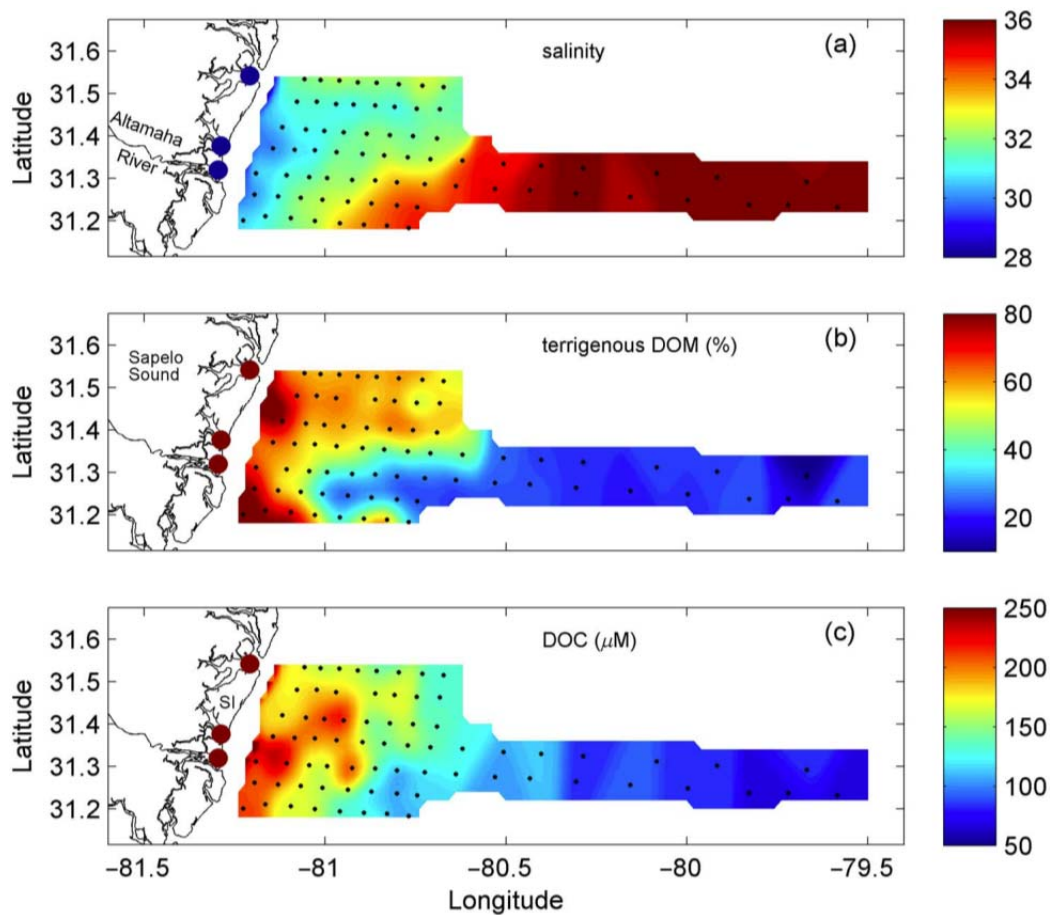 (a)
salinity
Latitude
31.6
31.5
31.4
31.3
31.2
Altamaha
River
36
34
32
30
28
(b)
terrigenous DOM (%)
Latitude
31.6
31.5
31.4
31.3
31.2
Sapelo
Sound
80
60
40
20
(c)
DOC (μM)
Latitude
31.6
31.5
31.4
31.3
31.2
SI
250
200
150
100
50
−81.5 −81 −80.5 −80 −79.5
Longitude